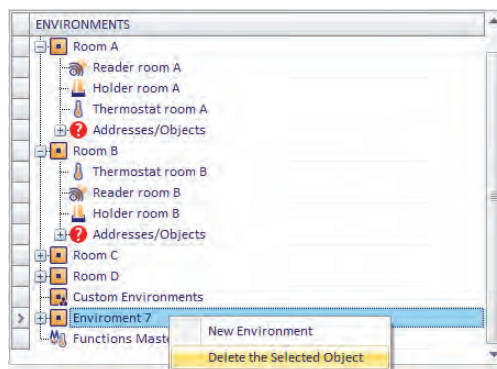 ENVIRONMENTS
Room A
Reader room A
Holder room A
Thermostat room A
Addresses/Objects
Room B
Thermostat room B
Reader room B
Holder room B
Addresses/Objects
Room C
Room D
Custom Environments
Enviroment 7
New Environment
Functions Mast
Delete the Selected Object